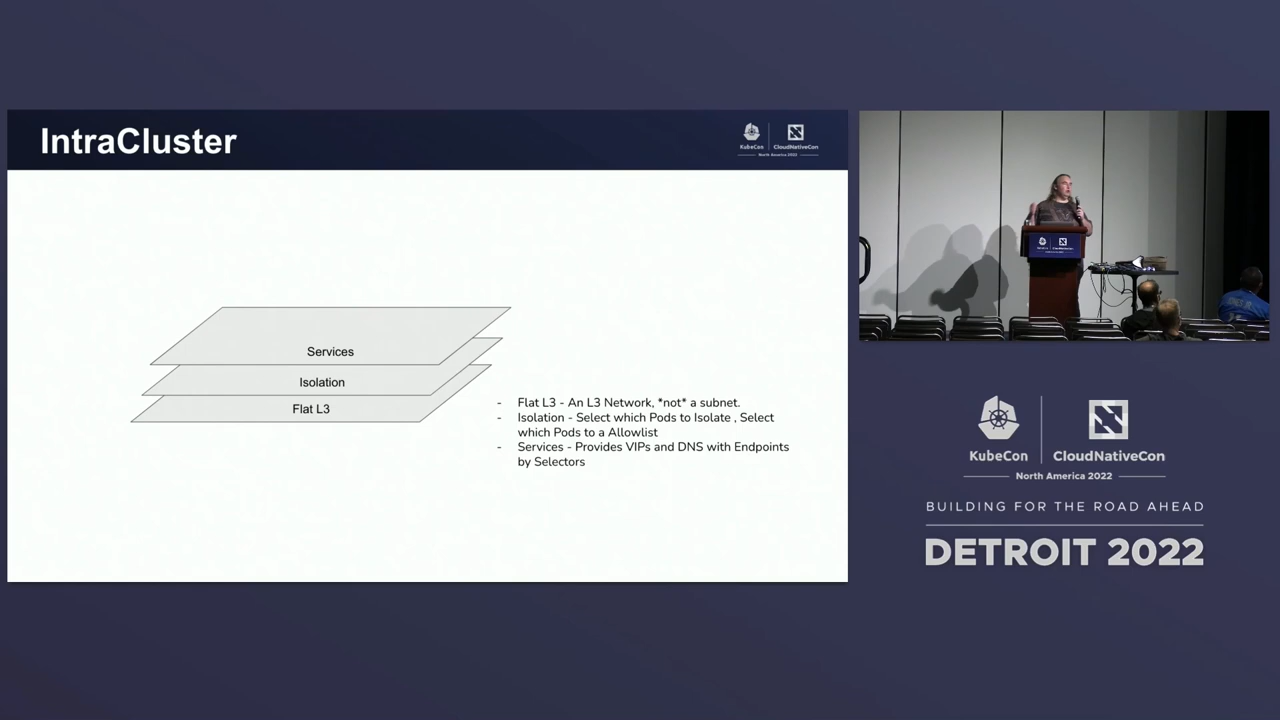 IntraCluster
KubeCon
CloudNativeCon
North America 2022
Services
Isolation
Flat L3
- Flat L3 - An L3 Network, *not* a subnet.
- Isolation - Select which Pods to Isolate , Select
which Pods to a Allowlist
- Services - Provides VIPs and DNS with Endpoints
by Selectors
KubeCon
CloudNativeCon
North America 2022
BUILDING FOR THE ROAD AHEAD
DETROIT 2022